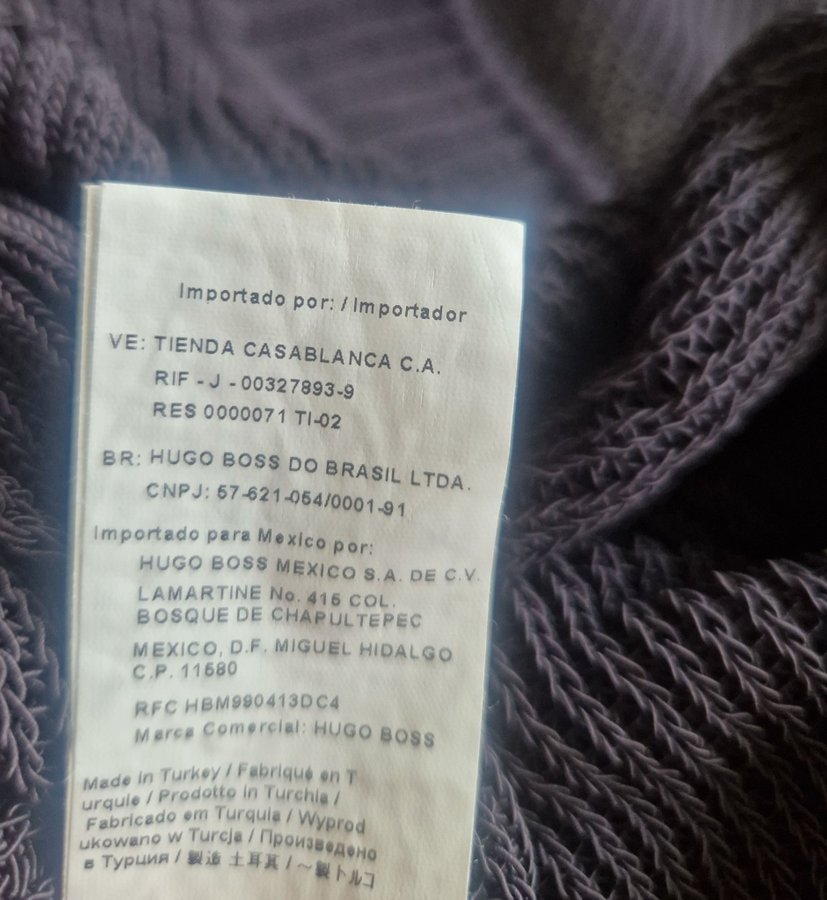 Importado por: / Importador
VE: TIENDA CASABLANCA C.A.
RIF - J - 00327893-9
RES 0000071 TI-02
BR: HUGO BOSS DO BRASIL LTDA.
CNPJ: 57-621-054/0001-91
Importado para Mexico por:
HUGO BOSS MEXICO S.A. DE C.V.
LAMARTINE No. 415 COL.
BOSQUE DE CHAPULTEPEC
MEXICO, D.F. MIGUEL HIDALGO
C.P. 11580
RFC HBM990413DC4
Marca Comercial: HUGO BOSS
Made in Turkey / Fabriqué en T
urquie / Prodotto in Turchia /
Fabricado em Turquia / Wyprod
ukowano w Turcja / Произведено
в Турция / 製造 土耳其 / ～製トルコ